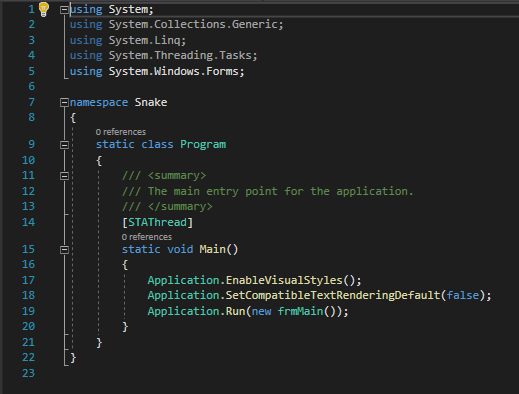 1 using System;
2 using System.Collections.Generic;
3 using System.Linq;
4 using System.Threading.Tasks;
5 using System.Windows.Forms;
6
7 namespace Snake
8 {
0 references
9 static class Program
10 {
11 /// <summary>
12 /// The main entry point for the application.
13 /// </summary>
14 [STAThread]
0 references
15 static void Main()
16 {
17 Application.EnableVisualStyles();
18 Application.SetCompatibleTextRenderingDefault(false);
19 Application.Run(new frmMain());
20 }
21 }
22 }
23